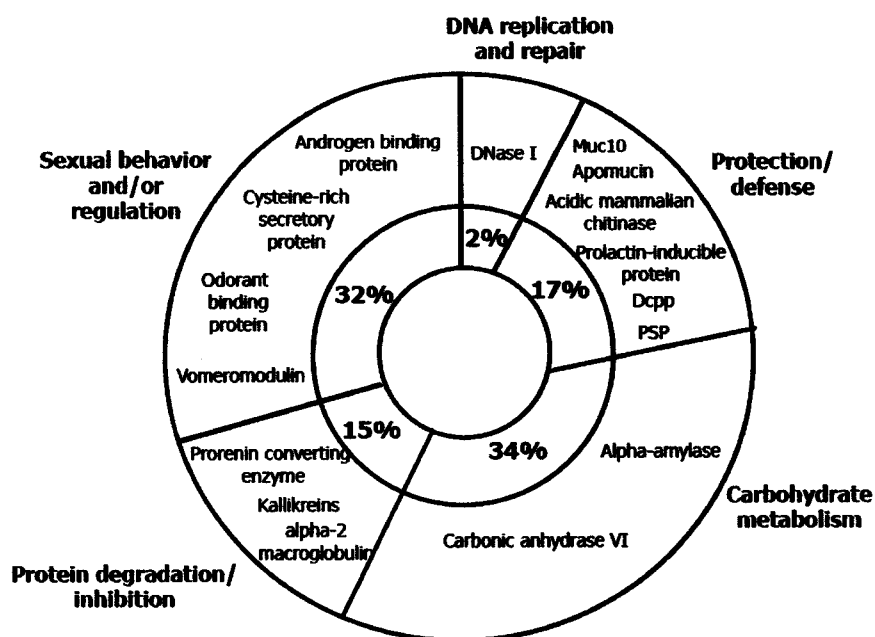 DNA replication
and repair
DNase I
2%
Protection/
defense
Muc10
Apomucin
Acidic mammalian
chitinase
Prolactin-inducible
protein
Dcpp
PSP
17%
Carbohydrate
metabolism
Alpha-amylase
Carbonic anhydrase VI
34%
Protein degradation/
inhibition
Prorenin converting
enzyme
Kallikreins
alpha-2
macroglobulin
15%
Sexual behavior
and/or
regulation
Androgen binding
protein
Cysteine-rich
secretory
protein
Odorant
binding
protein
Vomeromodulin
32%